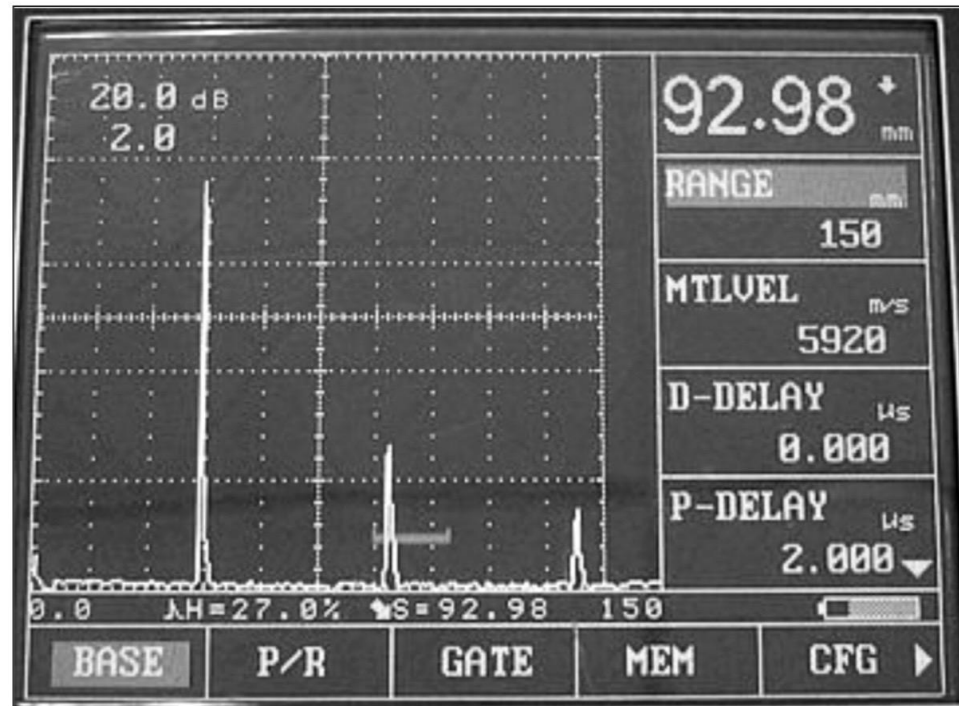 20.0 dB
2.0
92.98 mm
RANGE mm
150
MTLVEL m/s
5920
D-DELAY µs
0.000
P-DELAY µs
2.000
0.0 H=27.0% S=92.98 150
BASE P/R GATE MEM CFG